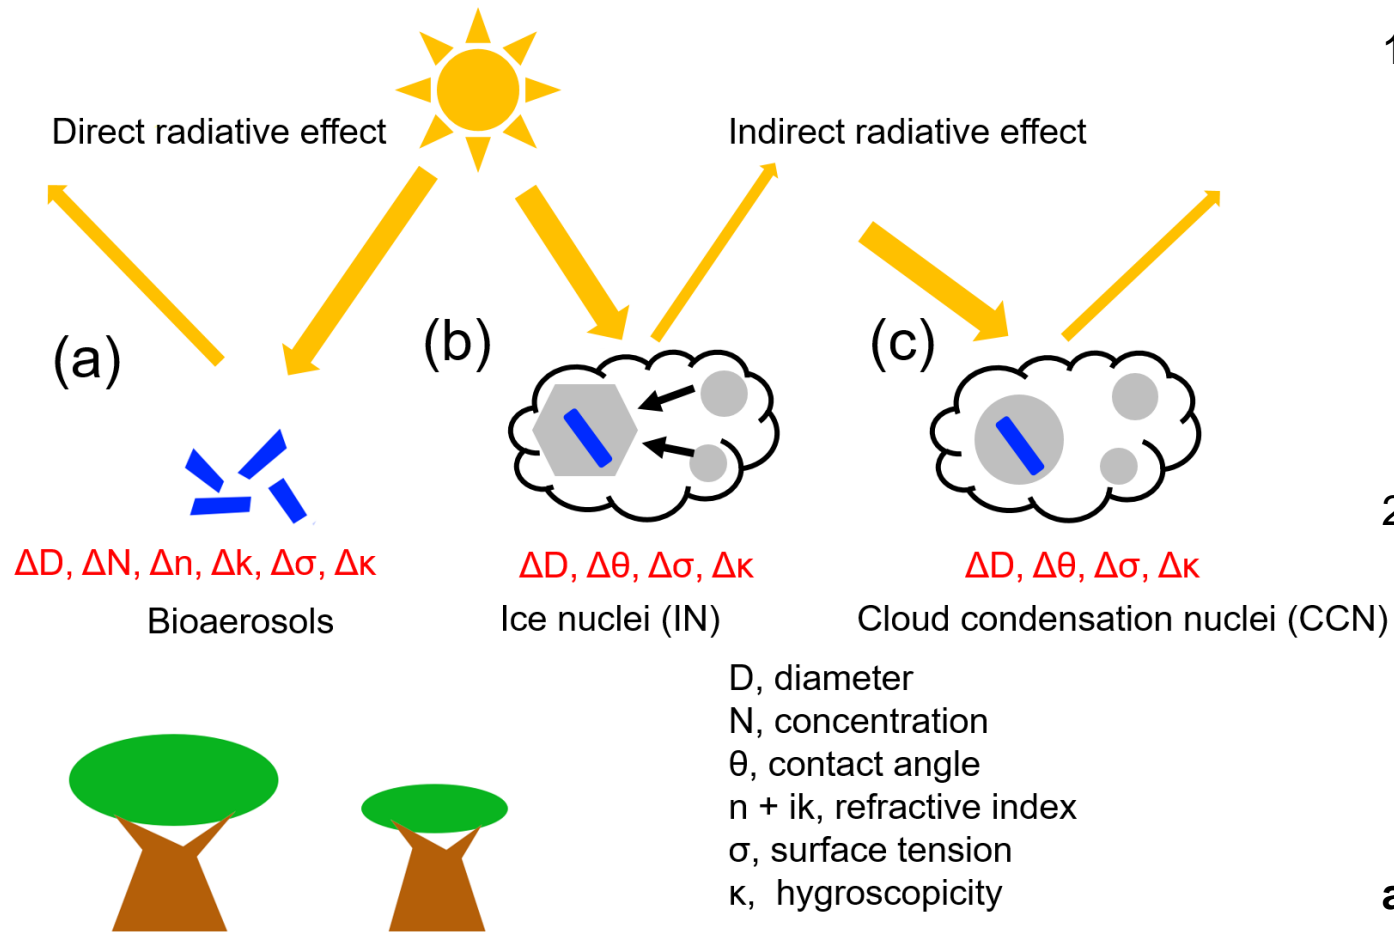 1
Direct radiative effect
Indirect radiative effect
(a)
(b)
(c)
2
ΔD, ΔN, Δn, Δk, Δσ, Δκ
ΔD, Δθ, Δσ, Δκ
ΔD, Δθ, Δσ, Δκ
Bioaerosols
Ice nuclei (IN)
Cloud condensation nuclei (CCN)
D, diameter
N, concentration
θ, contact angle
n + ik, refractive index
σ, surface tension
κ, hygroscopicity
a